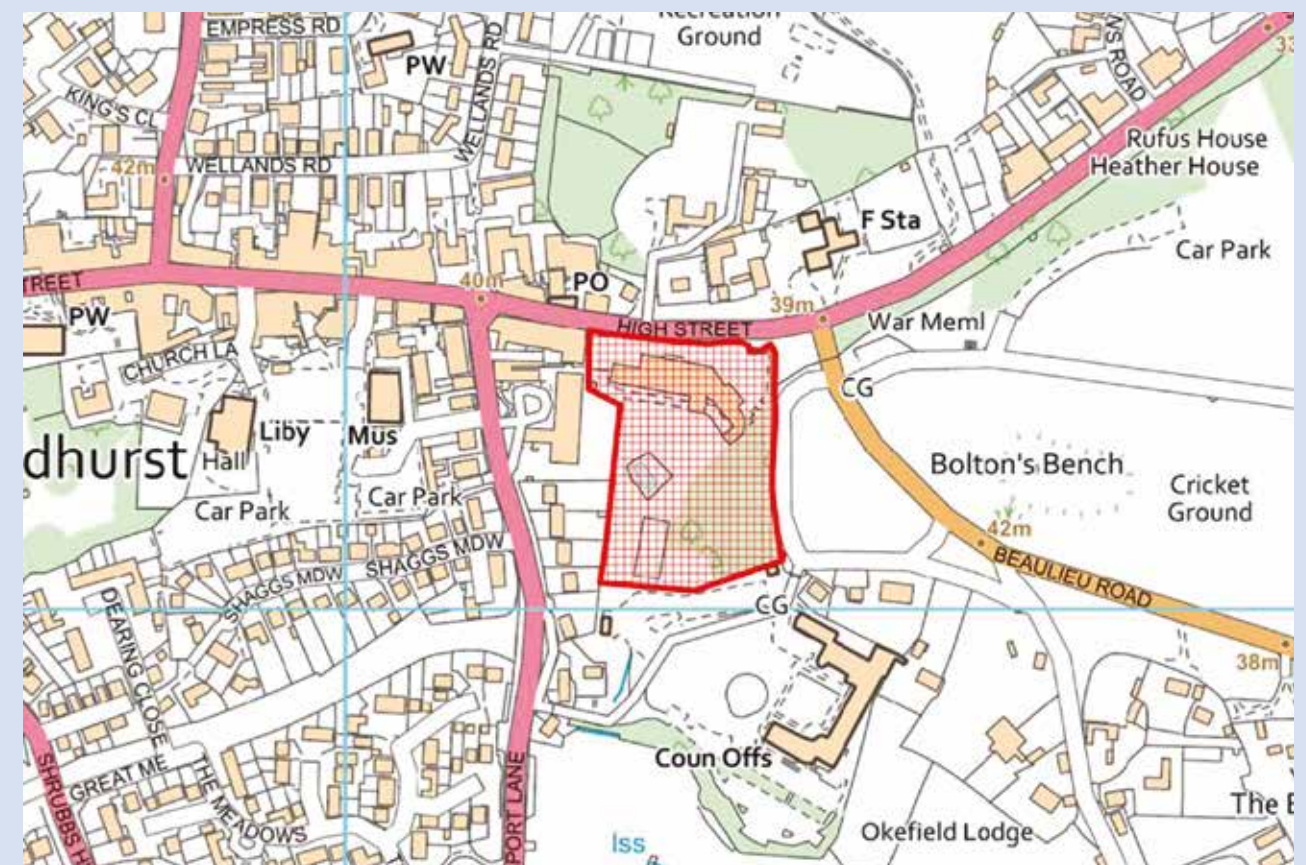 EMPRESS RD
PW
WELLANDS RD
Recreation
Ground
KING'S CL
42m
WELLANDS RD
Rufus House
Heather House
F Sta
Car Park
40m
PO
39m
HIGH STREET
War Meml
PW
CHURCH LA
CG
Liby
Mus
dhurst
Hall
Car Park
Car Park
Bolton's Bench
Cricket
Ground
42m
BEAULIEU ROAD
SHAGGS MDW
SHAGGS MDW
CG
38m
DEARING CLOSE
Coun Offs
GREAT ME
THE MEADOWS
PORT LANE
Okefield Lodge
Iss